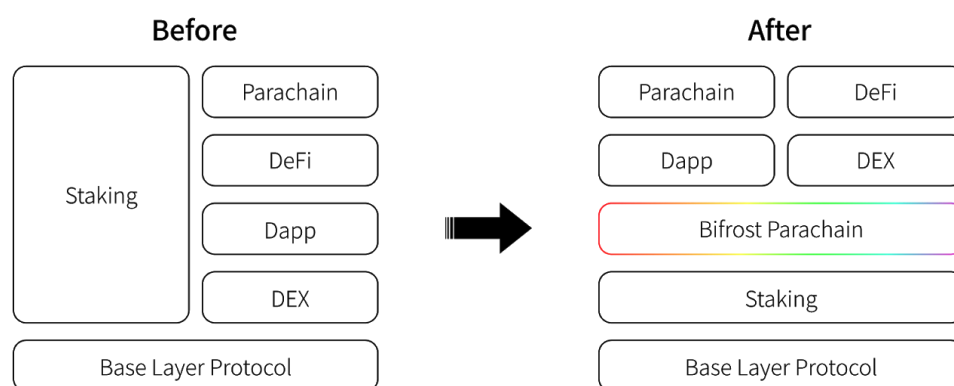 Before
Staking
Parachain
DeFi
Dapp
DEX
Base Layer Protocol
After
Parachain
DeFi
Dapp
DEX
Bifrost Parachain
Staking
Base Layer Protocol